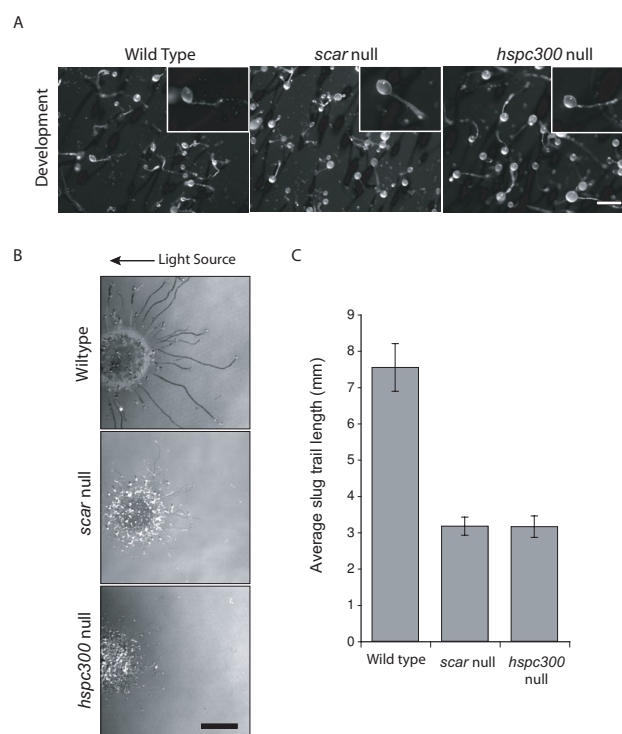 A
Wild Type
scar null
hspc300 null
Development
B
Light Source
Wiltype
scar null
hspc300 null
C
Average slug trail length (mm)
9
8
7
6
5
4
3
2
1
0
Wild type
scar null
hspc300
null